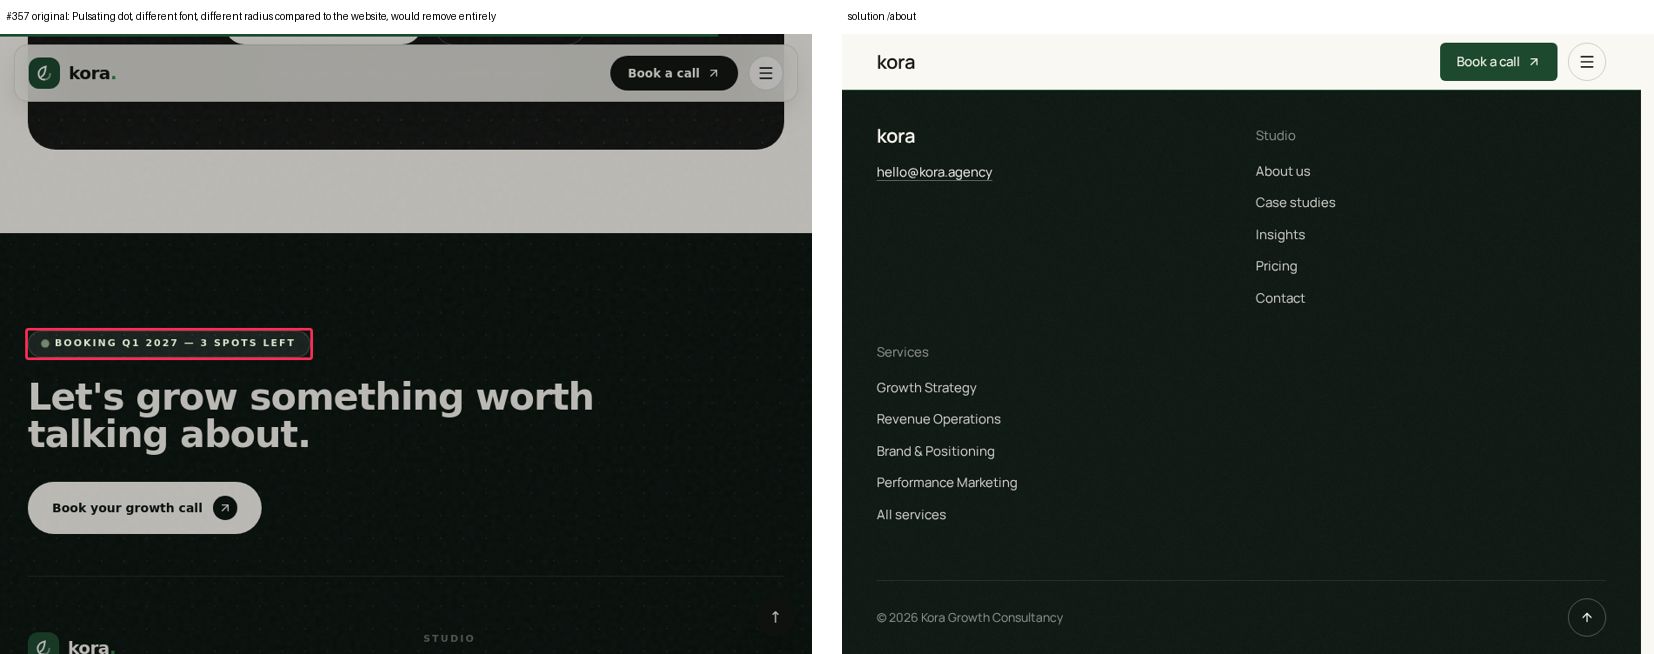 #357 original: Pulsating dot, different font, different radius compared to the website, would remove entirely
kora.
Book a call
BOOKING Q1 2027 — 3 SPOTS LEFT
Let's grow something worth
talking about.
Book your growth call
kora.
STUDIO
solution /about
kora
Book a call
kora
hello@kora.agency
Studio
About us
Case studies
Insights
Pricing
Contact
Services
Growth Strategy
Revenue Operations
Brand & Positioning
Performance Marketing
All services
© 2026 Kora Growth Consultancy